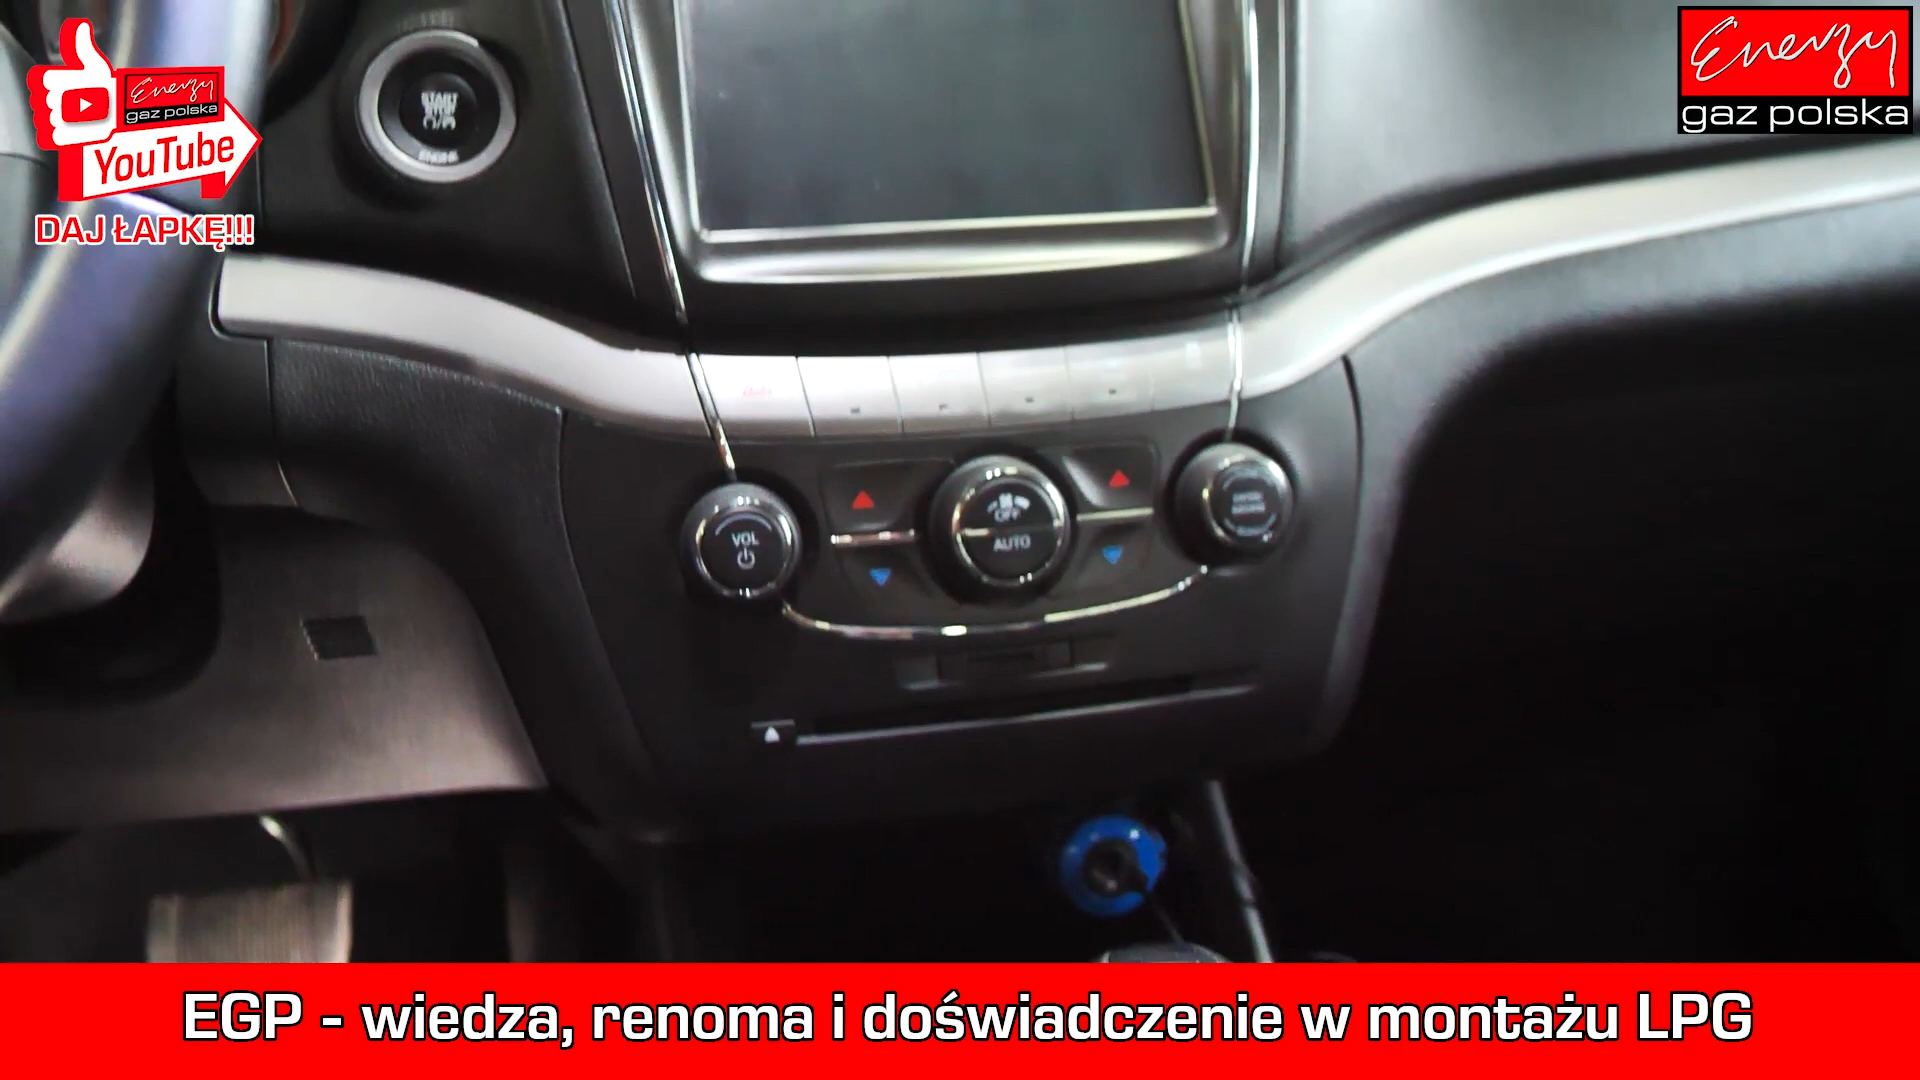 Energy
gaz polska
YouTube
DAJ ŁAPKĘ!!!
Energy
gaz polska
START
STOP
ENGINE
VOL
OFF
AUTO
EGP - wiedza, renoma i doświadczenie w montażu LPG